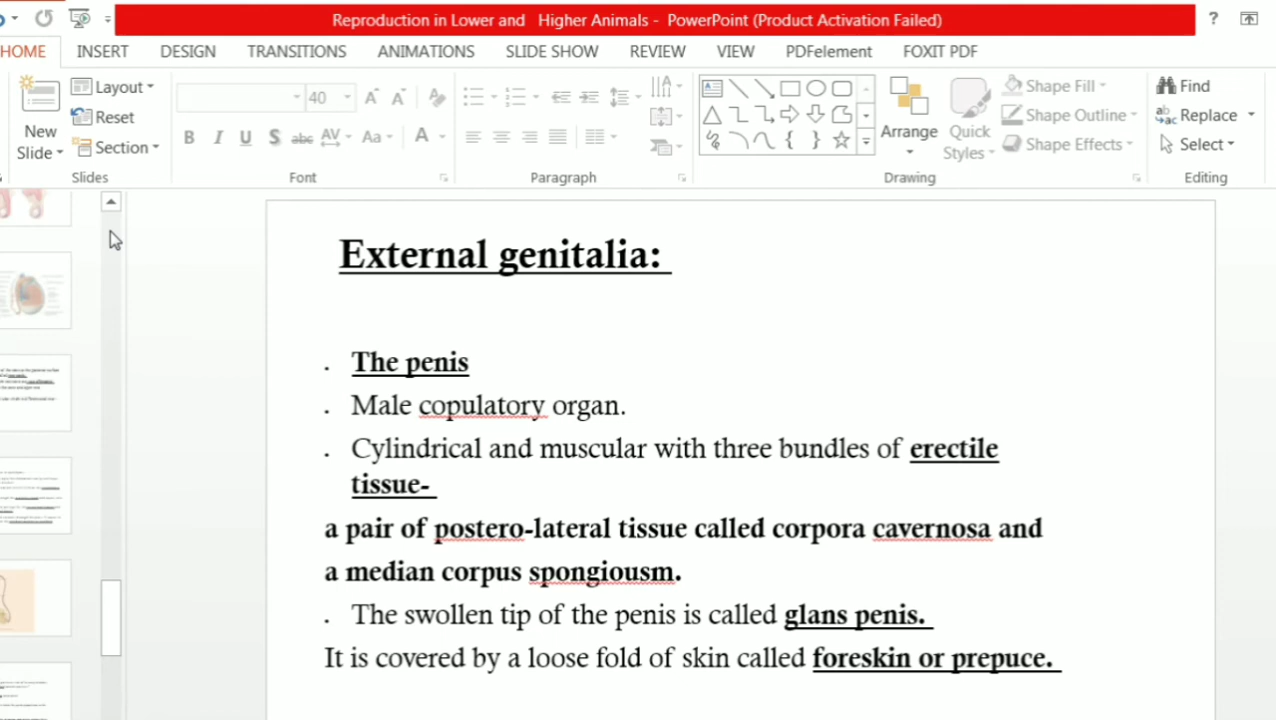 Reproduction in Lower and Higher Animals - PowerPoint (Product Activation Failed)
?
HOME INSERT DESIGN TRANSITIONS ANIMATIONS SLIDE SHOW REVIEW VIEW PDFelement FOXIT PDF
New Slide
Layout
Reset
Section
Slides
40
B I U S abc AV Aa A
Font
Paragraph
Arrange
Quick Styles
Shape Fill
Shape Outline
Shape Effects
Drawing
Find
Replace
Select
Editing
External genitalia:
. The penis
. Male copulatory organ.
. Cylindrical and muscular with three bundles of erectile
tissue-
a pair of postero-lateral tissue called corpora cavernosa and
a median corpus spongiousm.
. The swollen tip of the penis is called glans penis.
It is covered by a loose fold of skin called foreskin or prepuce.